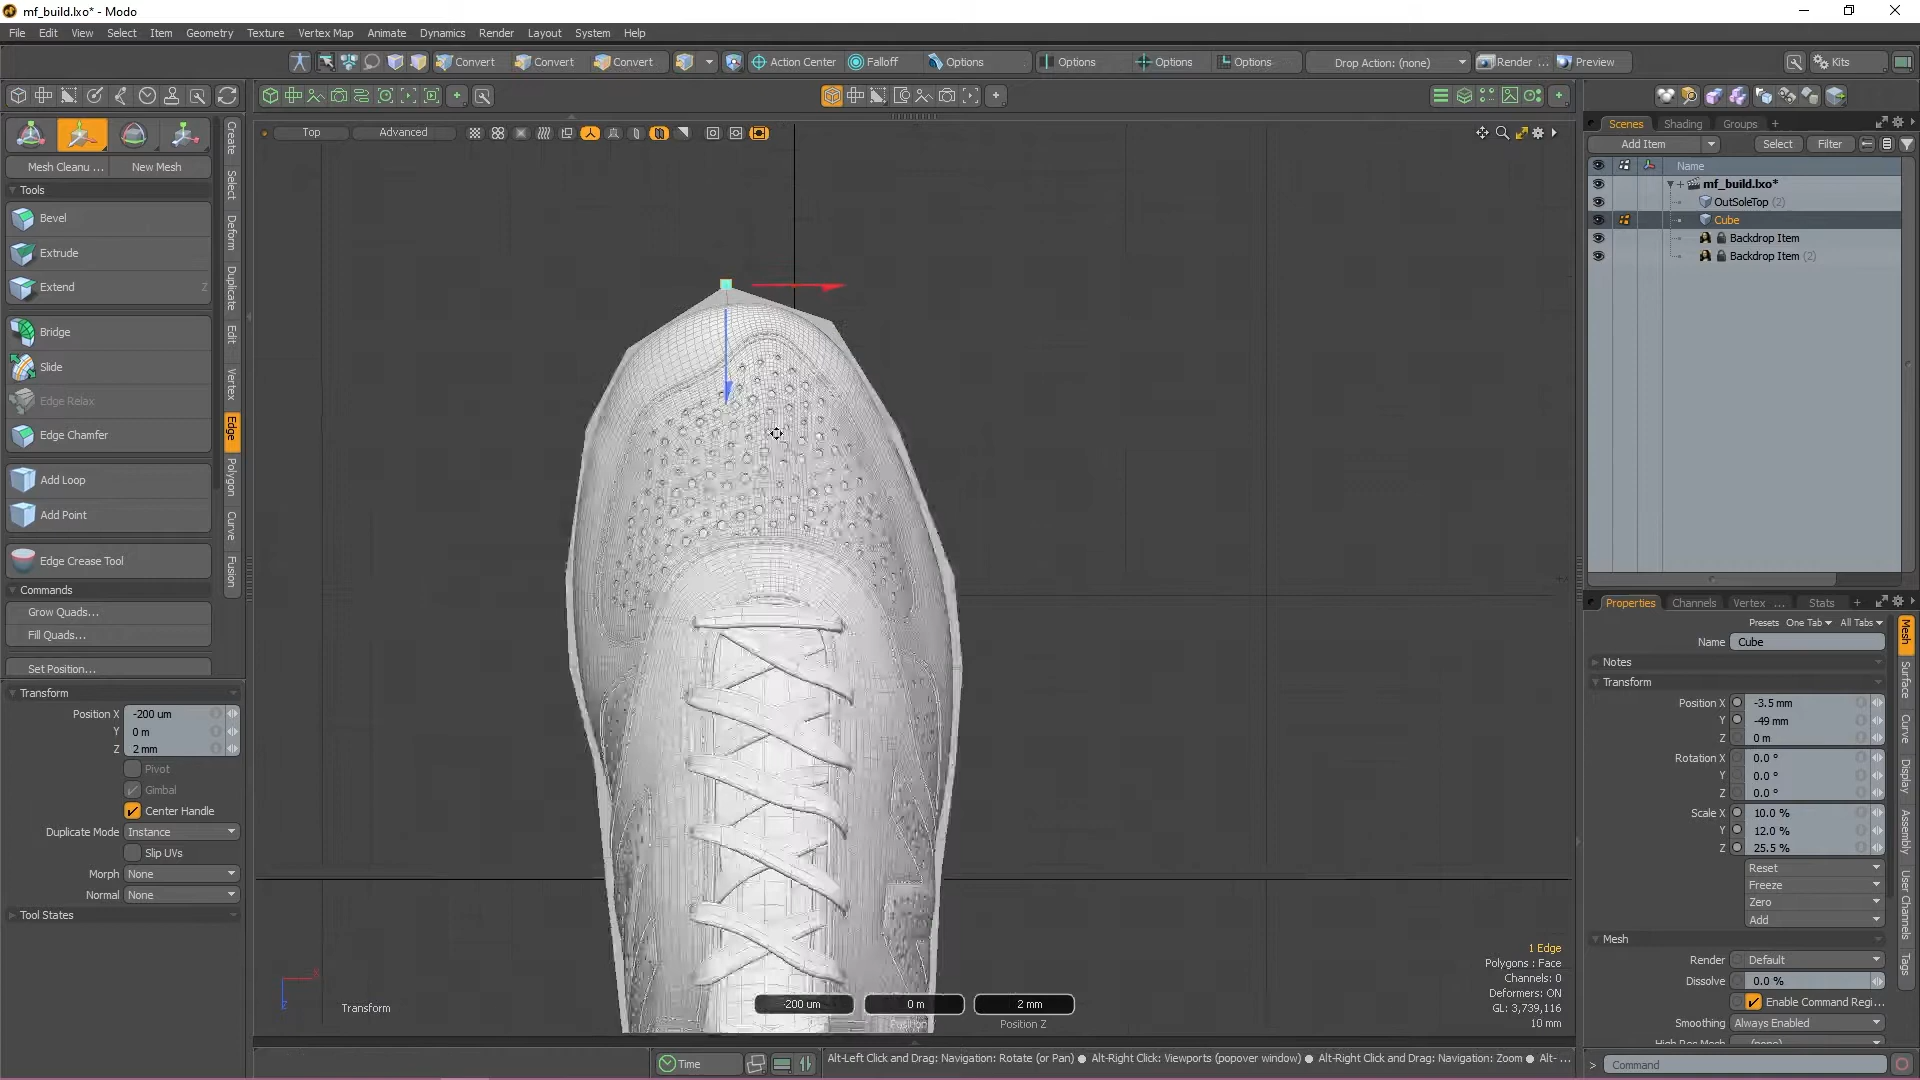 mf_build.lxo* - Modo
File Edit View Select Item Geometry Texture Vertex Map Animate Dynamics Render Layout System Help
Convert Convert Convert Action Center Falloff Options Options Options Options Drop Action: (none) Render ... Preview Kits
Top Advanced
Mesh Cleanu ... New Mesh
Tools
Bevel
Extrude
Extend Z
Bridge
Slide
Edge Relax
Edge Chamfer
Add Loop
Add Point
Edge Crease Tool
Commands
Grow Quads...
Fill Quads...
Set Position...
Create
Select
Deform
Duplicate
Edit
Vertex
Edge
Polygon
Curve
Fusion
Transform
Position X -200 um
Y 0 m
Z 2 mm
Pivot
Gimbal
Center Handle
Duplicate Mode Instance
Slip UVs
Morph None
Normal None
Tool States
X
Z
Transform
-200 um 0 m 2 mm
Position Z
1 Edge
Polygons : Face
Channels: 0
Deformers: ON
GL: 3,739,116
10 mm
Time
Alt-Left Click and Drag: Navigation: Rotate (or Pan) ● Alt-Right Click: Viewports (popover window) ● Alt-Right Click and Drag: Navigation: Zoom ● Alt- ...
Scenes Shading Groups +
Add Item Select Filter
Name
mf_build.lxo*
OutSoleTop (2)
Cube
Backdrop Item
Backdrop Item (2)
Properties Channels Vertex ... Stats +
Presets One Tab All Tabs
Name Cube
Notes
Transform
Position X -3.5 mm
Y -49 mm
Z 0 m
Rotation X 0.0 °
Y 0.0 °
Z 0.0 °
Scale X 10.0 %
Y 12.0 %
Z 25.5 %
Reset
Freeze
Zero
Add
Mesh
Render Default
Dissolve 0.0 %
Enable Command Regi...
Smoothing Always Enabled
Mesh
Surface
Curve
Display
Assembly
User Channels
Tags
> Command